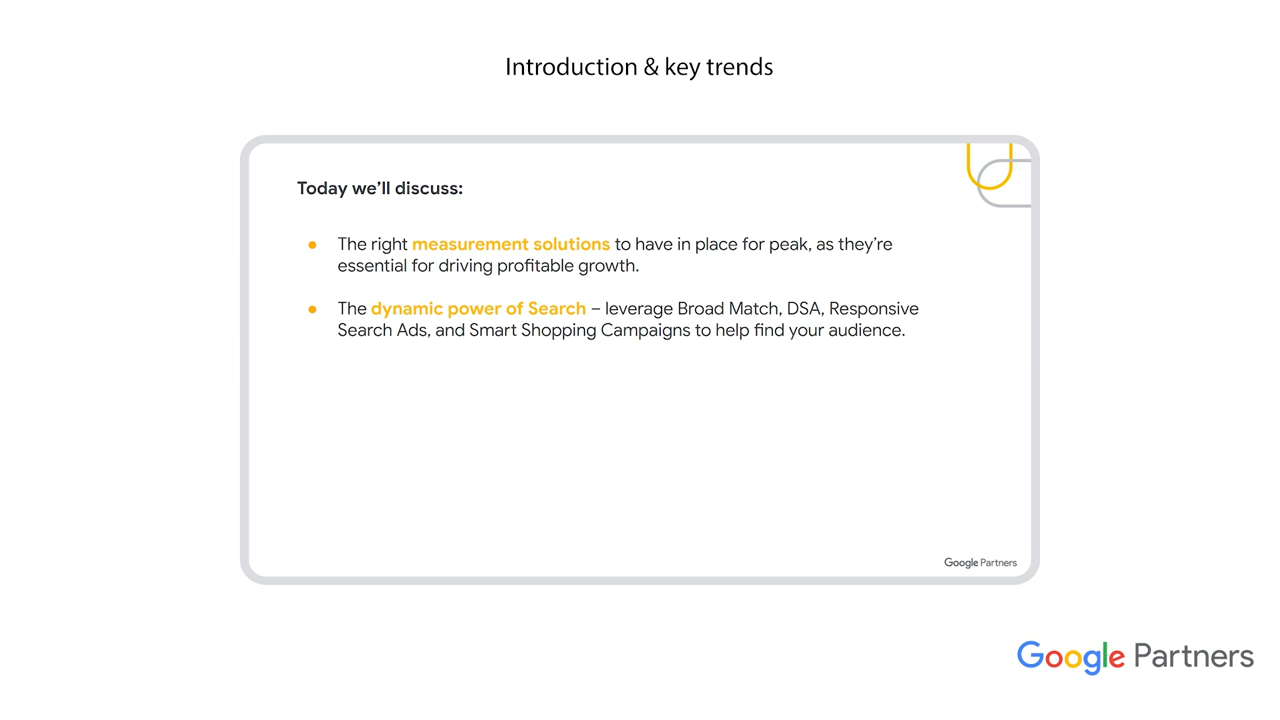 Introduction & key trends
Today we’ll discuss:
● The right measurement solutions to have in place for peak, as they’re
essential for driving profitable growth.
● The dynamic power of Search – leverage Broad Match, DSA, Responsive
Search Ads, and Smart Shopping Campaigns to help find your audience.
Google Partners
Google Partners